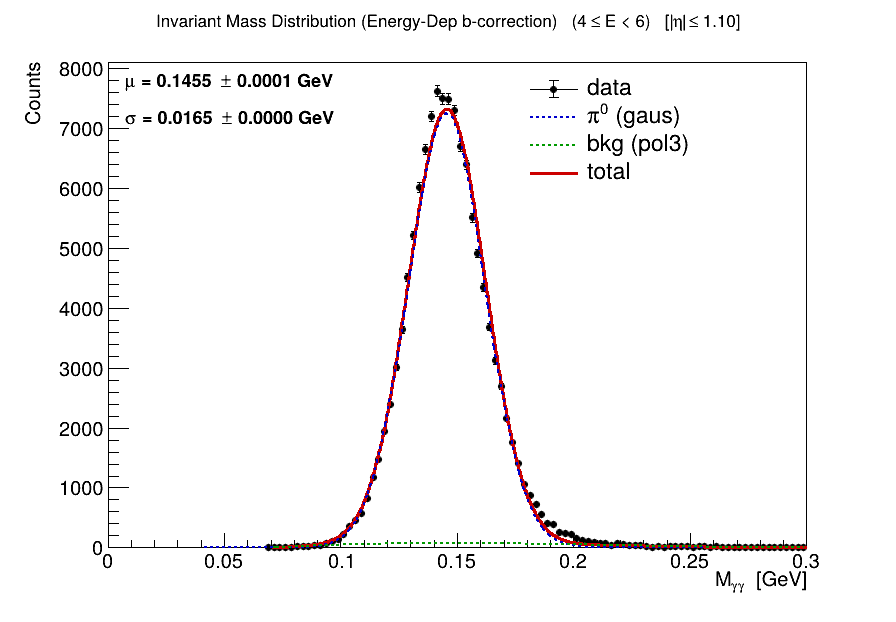 Invariant Mass Distribution (Energy-Dep b-correction) (4 ≤ E < 6) [|η| ≤ 1.10]
Counts
8000
7000
6000
5000
4000
3000
2000
1000
0
μ = 0.1455 ± 0.0001 GeV
σ = 0.0165 ± 0.0000 GeV
data
π⁰ (gaus)
bkg (pol3)
total
0 0.05 0.1 0.15 0.2 0.25 0.3
Mγγ [GeV]